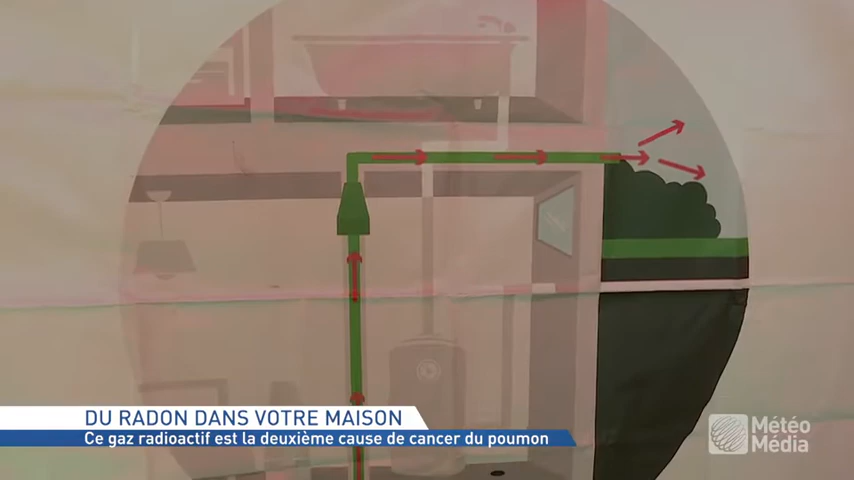 DU RADON DANS VOTRE MAISON
Ce gaz radioactif est la deuxième cause de cancer du poumon
Météo
Média